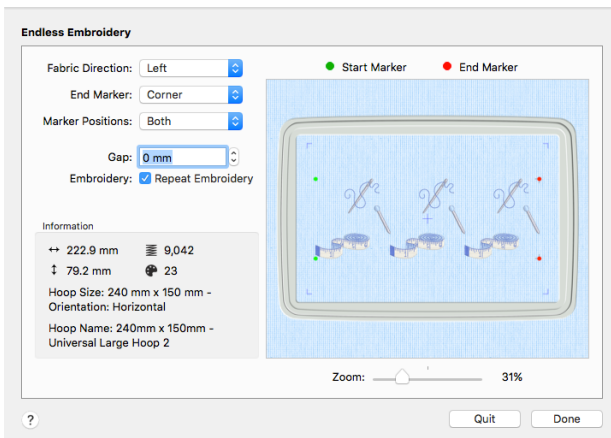 Endless Embroidery
Fabric Direction: Left
End Marker: Corner
Marker Positions: Both
Gap: 0 mm
Embroidery: Repeat Embroidery
Information
222.9 mm 9,042
79.2 mm 23
Hoop Size: 240 mm x 150 mm -
Orientation: Horizontal
Hoop Name: 240mm x 150mm -
Universal Large Hoop 2
Start Marker End Marker
Zoom: 31%
? Quit Done